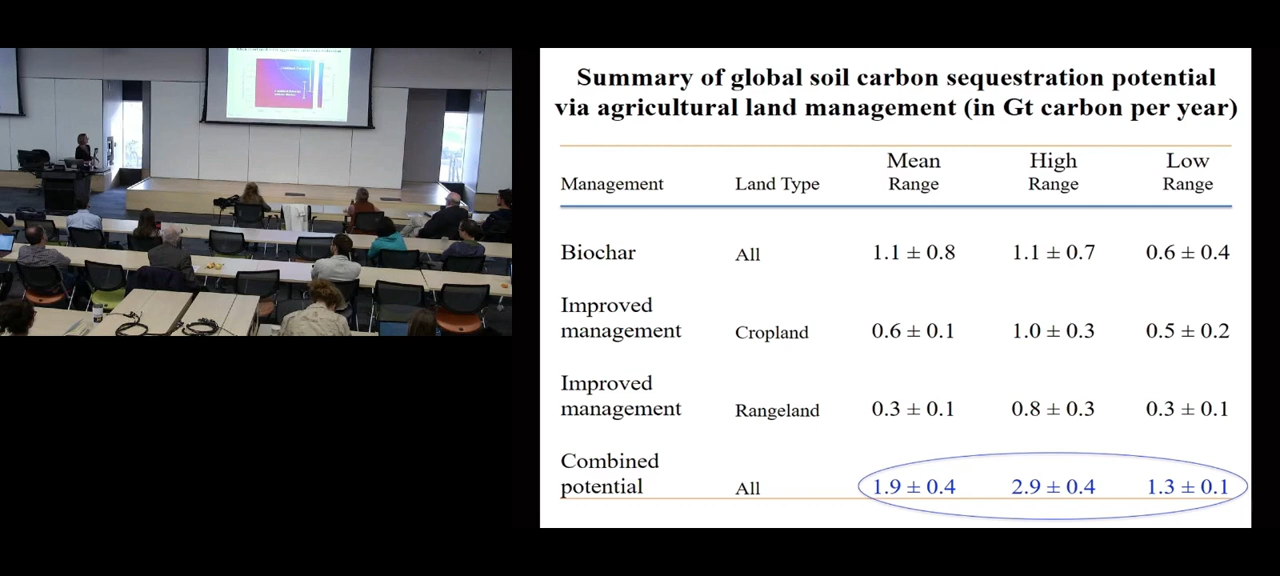 Summary of global soil carbon sequestration potential
via agricultural land management (in Gt carbon per year)
Management Land Type Mean Range High Range Low Range
Biochar All 1.1 ± 0.8 1.1 ± 0.7 0.6 ± 0.4
Improved management Cropland 0.6 ± 0.1 1.0 ± 0.3 0.5 ± 0.2
Improved management Rangeland 0.3 ± 0.1 0.8 ± 0.3 0.3 ± 0.1
Combined potential All 1.9 ± 0.4 2.9 ± 0.4 1.3 ± 0.1